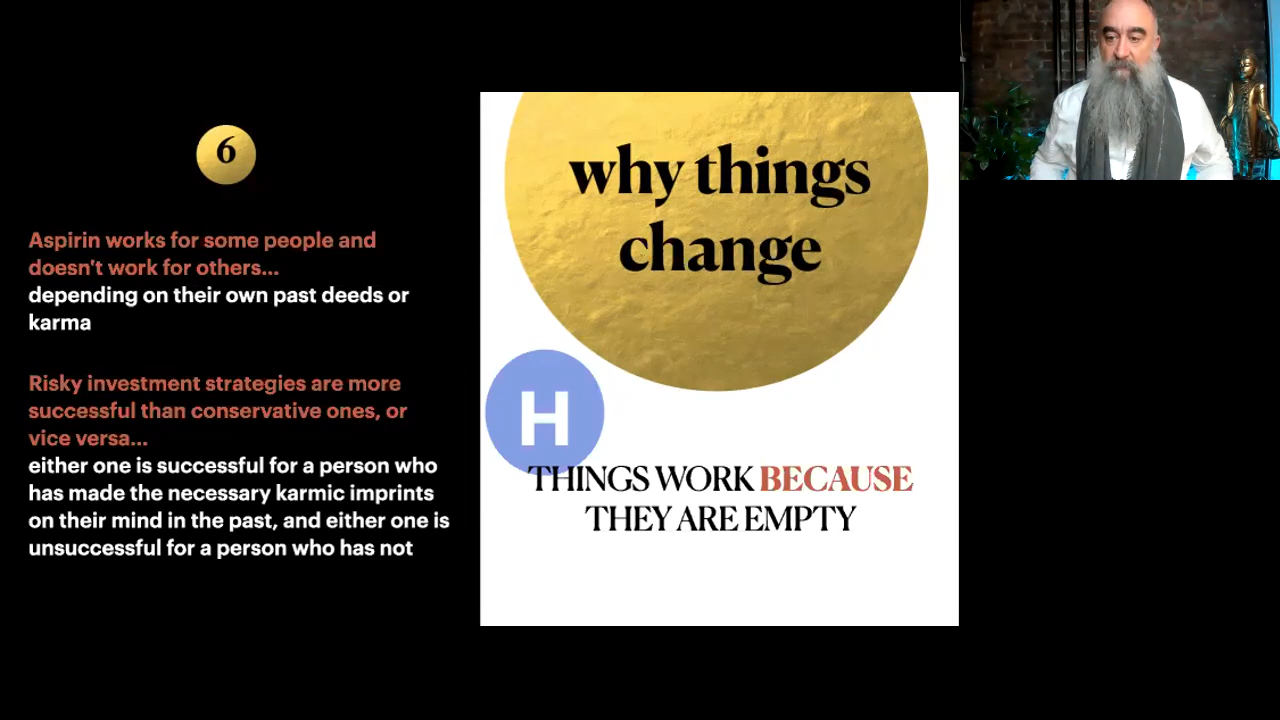 6
Aspirin works for some people and
doesn't work for others...
depending on their own past deeds or
karma
Risky investment strategies are more
successful than conservative ones, or
vice versa...
either one is successful for a person who
has made the necessary karmic imprints
on their mind in the past, and either one is
unsuccessful for a person who has not
why things
change
H
THINGS WORK BECAUSE
THEY ARE EMPTY